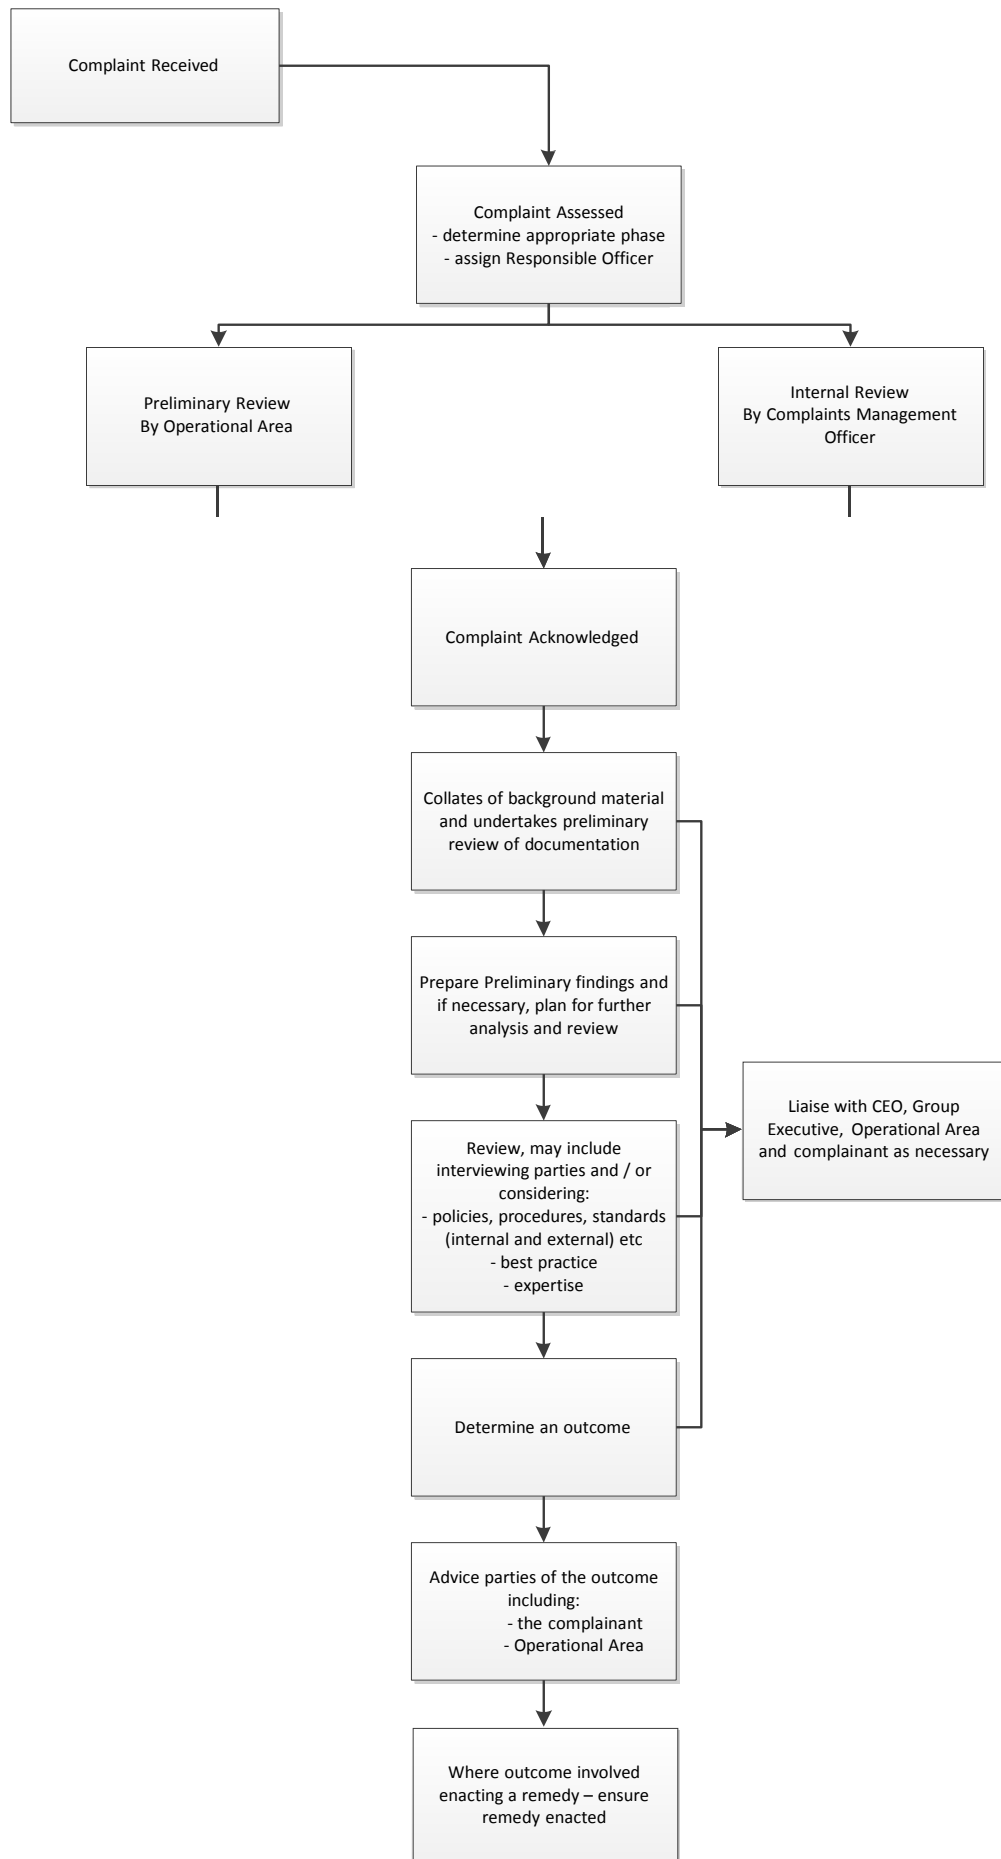 Complaint Received
Complaint Assessed
- determine appropriate phase
- assign Responsible Officer
Preliminary Review
By Operational Area
Internal Review
By Complaints Management
Officer
Complaint Acknowledged
Collates of background material
and undertakes preliminary
review of documentation
Prepare Preliminary findings and
if necessary, plan for further
analysis and review
Liaise with CEO, Group
Executive, Operational Area
and complainant as necessary
Review, may include
interviewing parties and / or
considering:
- policies, procedures, standards
(internal and external) etc
- best practice
- expertise
Determine an outcome
Advice parties of the outcome
including:
- the complainant
- Operational Area
Where outcome involved
enacting a remedy – ensure
remedy enacted